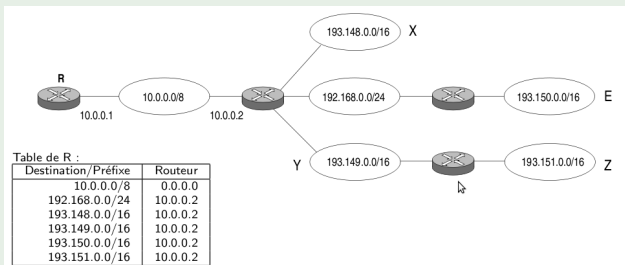 193.148.0.0/16 X
R
10.0.0.0/8 192.168.0.0/24 193.150.0.0/16 E
10.0.0.1 10.0.0.2
Y 193.149.0.0/16 193.151.0.0/16 Z
Table de R :
Destination/Préfixe Routeur
10.0.0.0/8 0.0.0.0
192.168.0.0/24 10.0.0.2
193.148.0.0/16 10.0.0.2
193.149.0.0/16 10.0.0.2
193.150.0.0/16 10.0.0.2
193.151.0.0/16 10.0.0.2